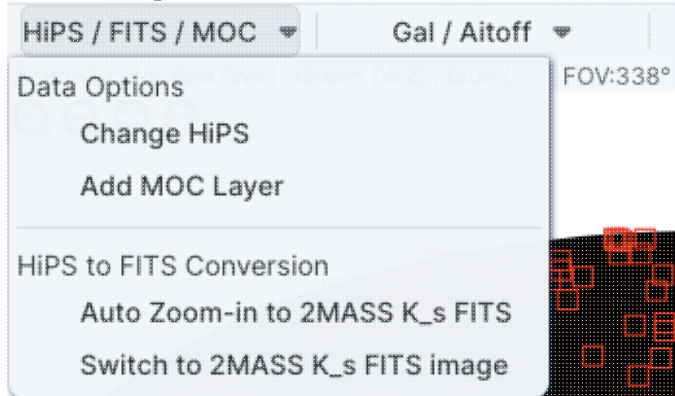 HiPS / FITS / MOC Gal / Aitoff
FOV:338°
Data Options
Change HiPS
Add MOC Layer
HiPS to FITS Conversion
Auto Zoom-in to 2MASS K_s FITS
Switch to 2MASS K_s FITS image